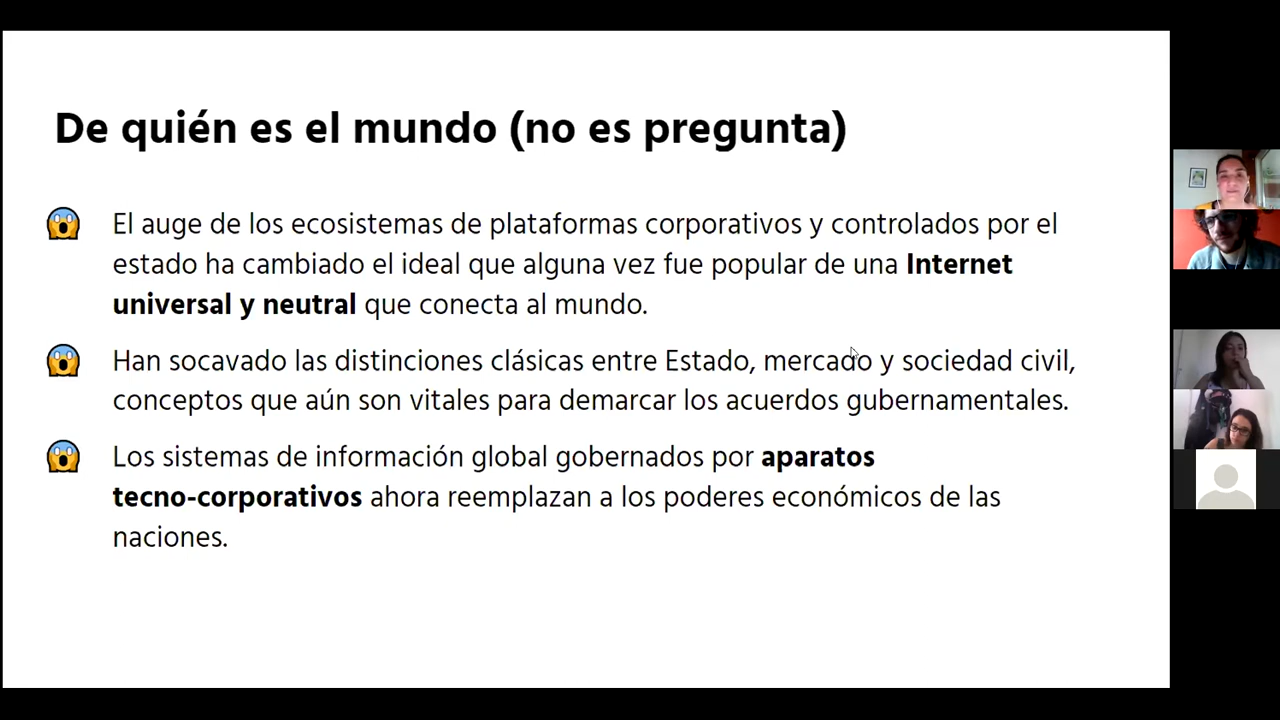 De quién es el mundo (no es pregunta)
El auge de los ecosistemas de plataformas corporativos y controlados por el
estado ha cambiado el ideal que alguna vez fue popular de una Internet
universal y neutral que conecta al mundo.
Han socavado las distinciones clásicas entre Estado, mercado y sociedad civil,
conceptos que aún son vitales para demarcar los acuerdos gubernamentales.
Los sistemas de información global gobernados por aparatos
tecno-corporativos ahora reemplazan a los poderes económicos de las
naciones.